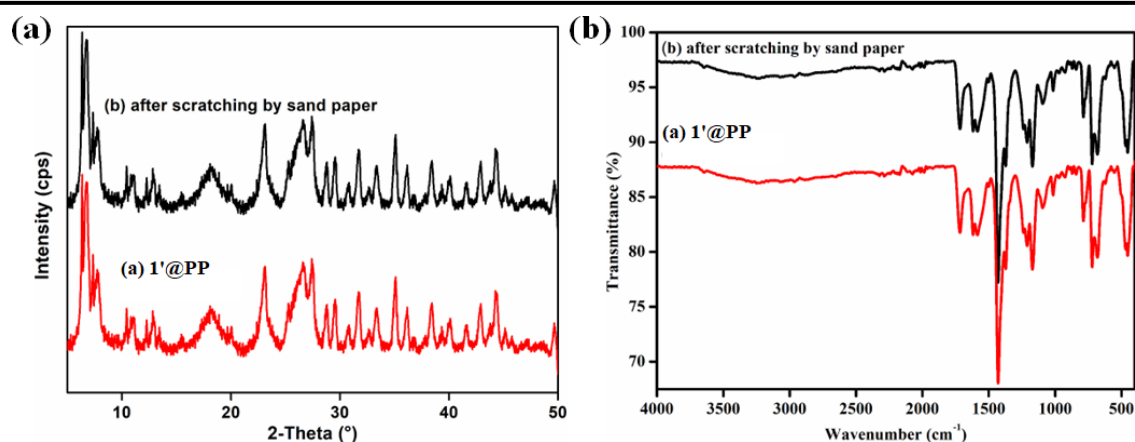 (a)
(b) after scratching by sand paper
(a) 1'@PP
Intensity (cps)
10
20
30
40
50
2-Theta (°)
(b)
100
95
90
85
80
75
70
(b) after scratching by sand paper
(a) 1'@PP
Transmittance (%)
4000
3500
3000
2500
2000
1500
1000
500
Wavenumber (cm⁻¹)